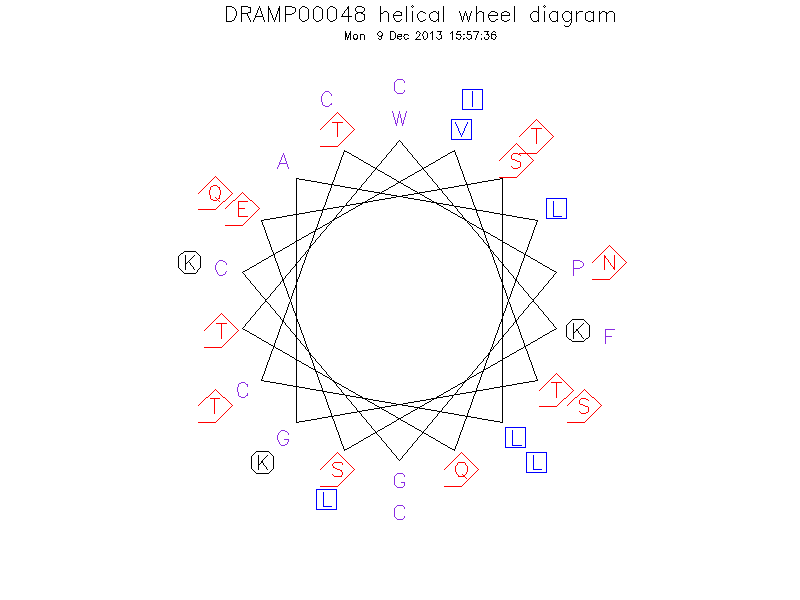 DRAMP00048 helical wheel diagram
Mon 9 Dec 2013 15:57:36
C
C I
W
T V T
A S
Q E L
K C P N
T K F
C T
T S
G L
K S Q L
G
L
C